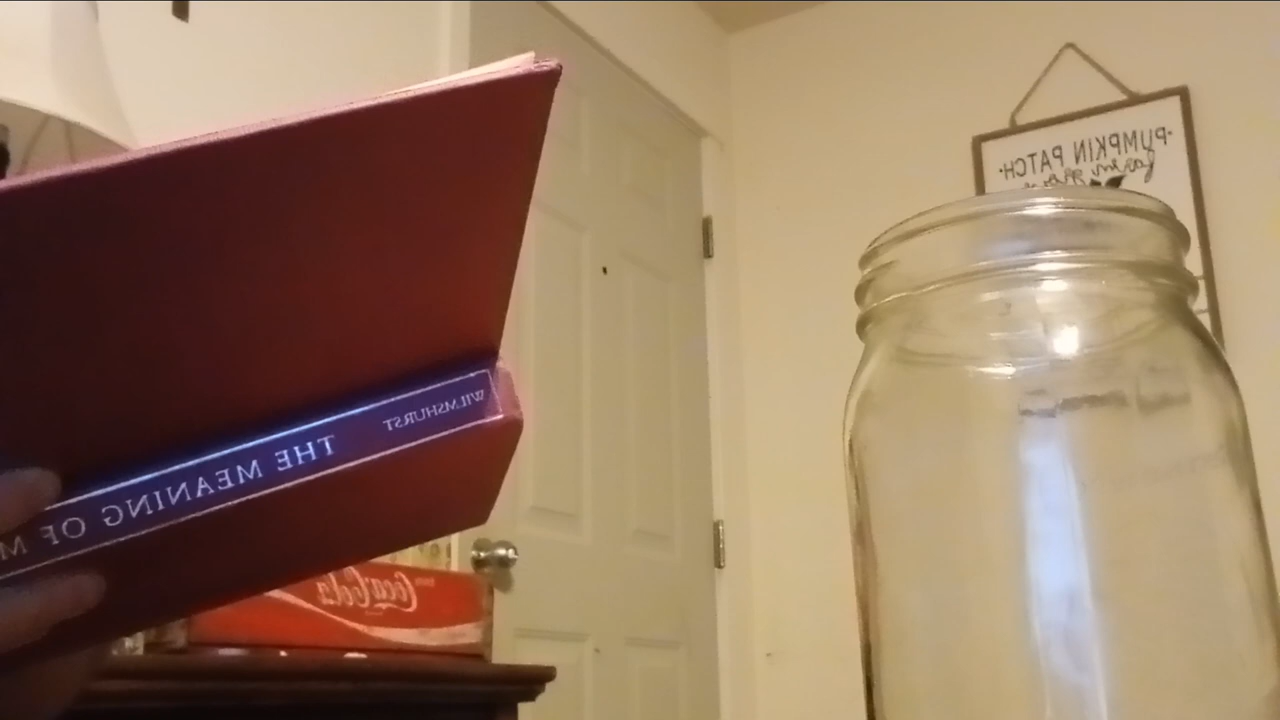 WILMSHURST
THE MEANING OF M
Coca-Cola
·PUMPKIN PATCH·